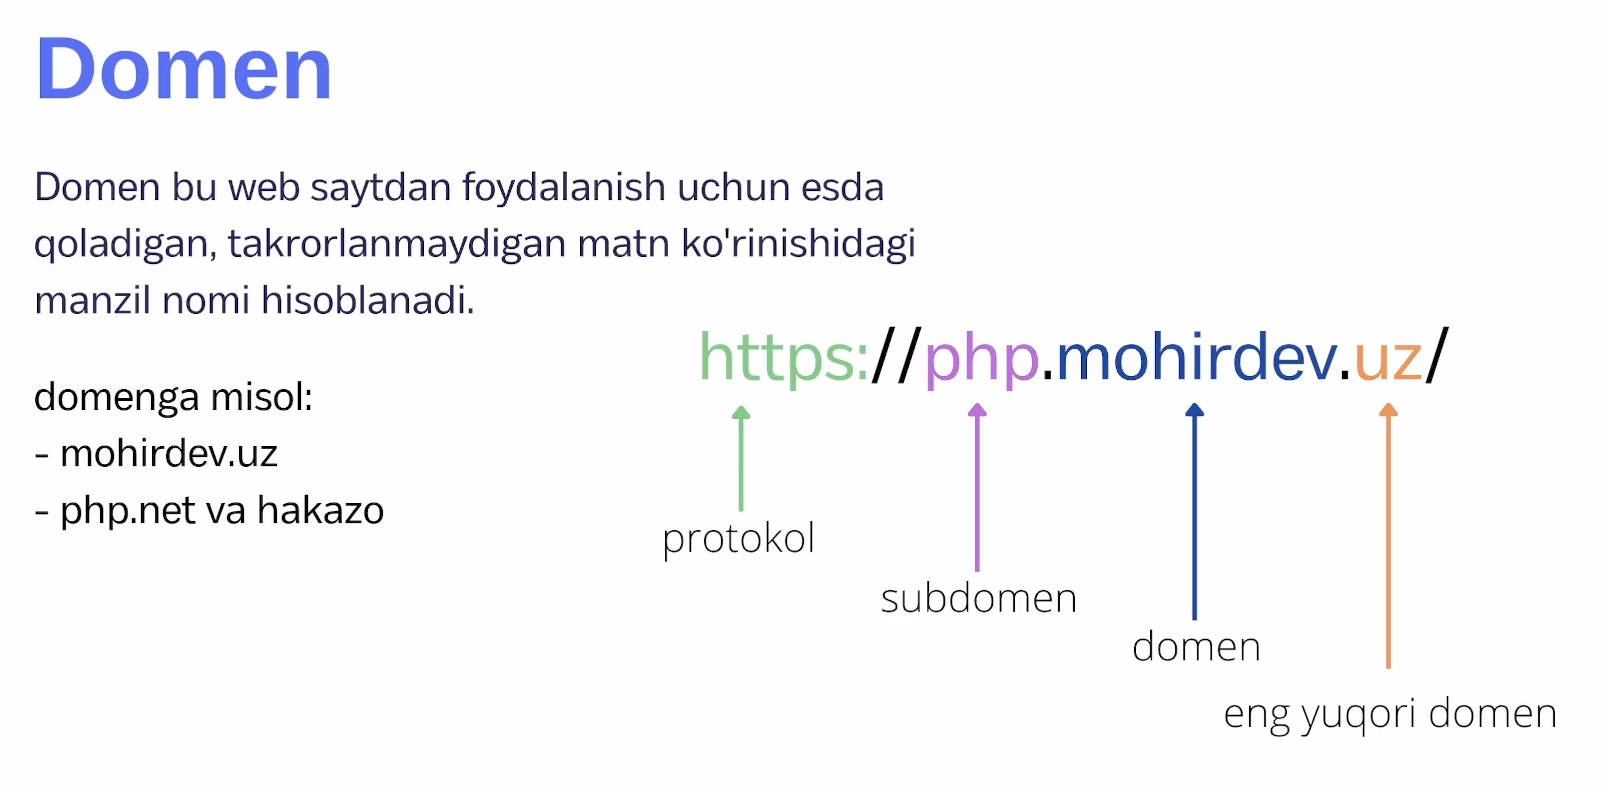 Domen
Domen bu web saytdan foydalanish uchun esda
qoladigan, takrorlanmaydigan matn ko'rinishidagi
manzil nomi hisoblanadi.
domenga misol:
- mohirdev.uz
- php.net va hakazo
https://php.mohirdev.uz/
protokol
subdomen
domen
eng yuqori domen